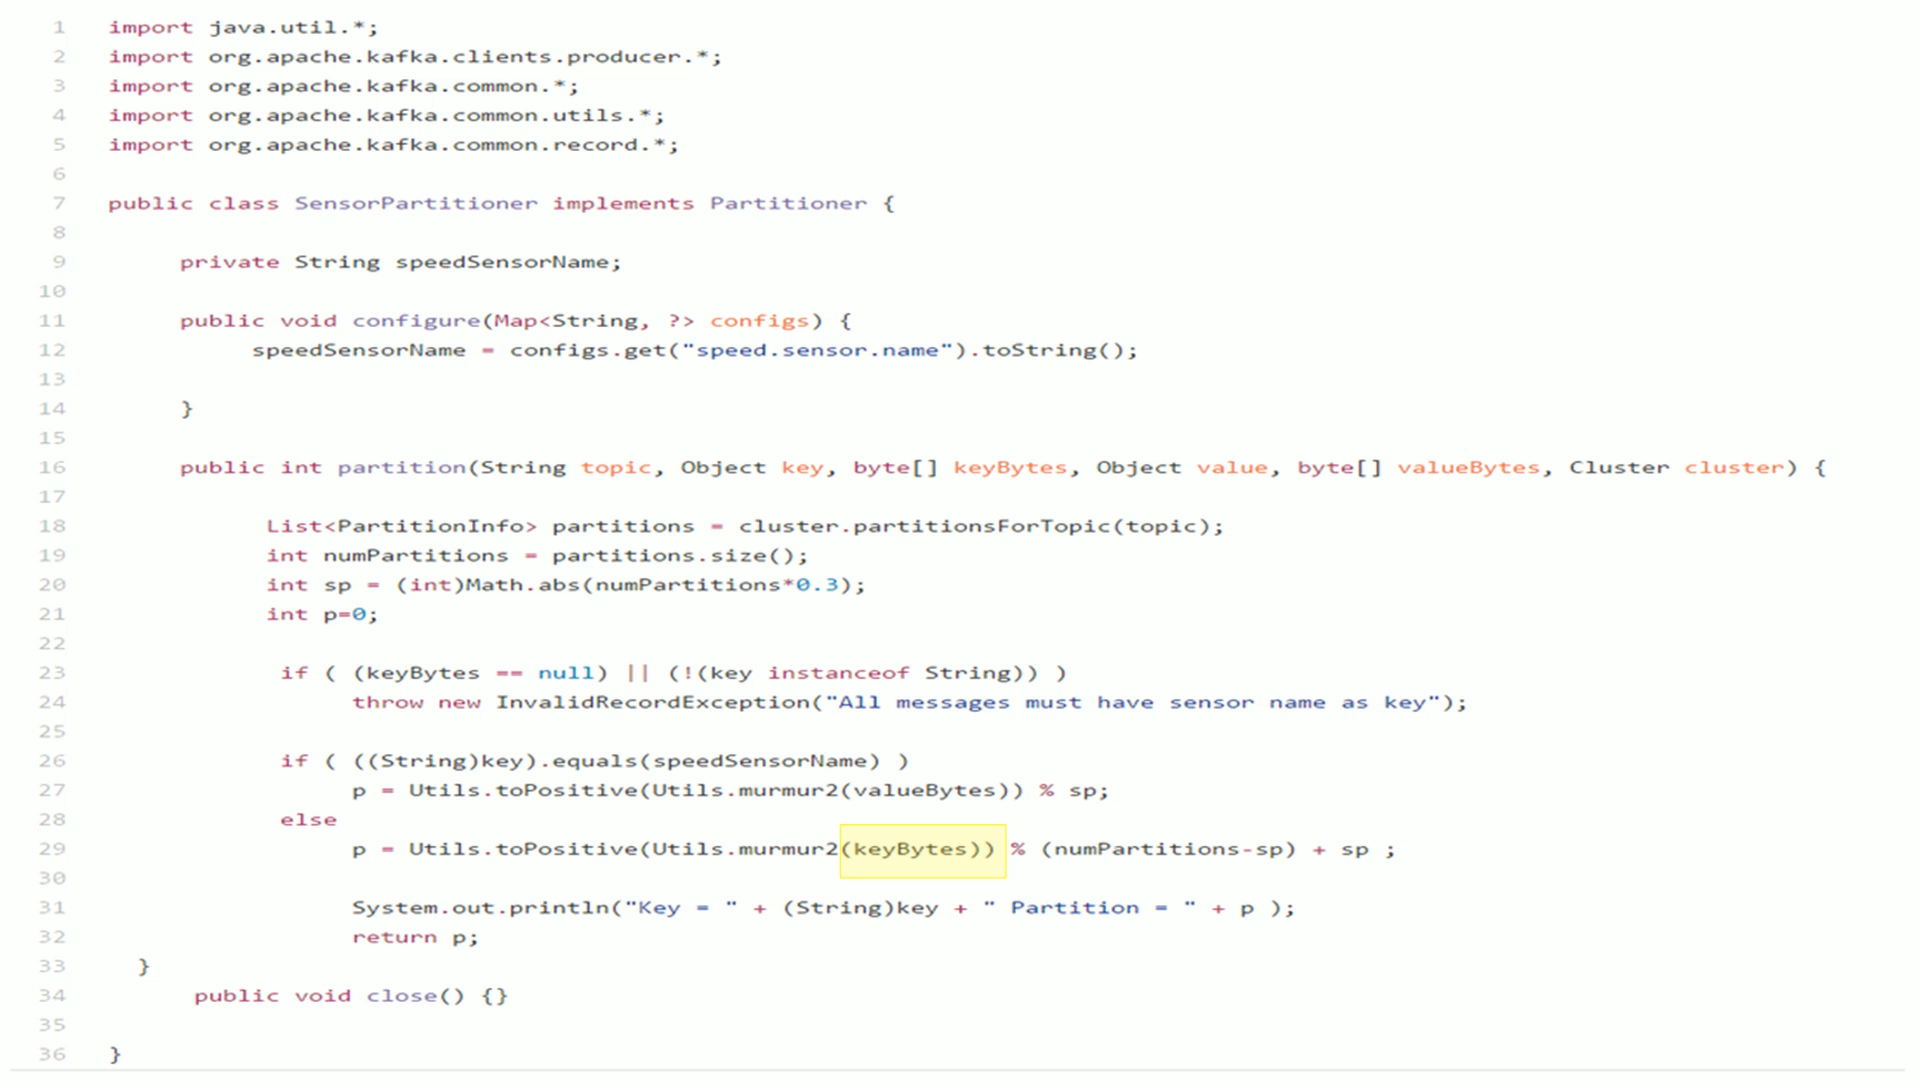 1 import java.util.*;
2 import org.apache.kafka.clients.producer.*;
3 import org.apache.kafka.common.*;
4 import org.apache.kafka.common.utils.*;
5 import org.apache.kafka.common.record.*;
6
7 public class SensorPartitioner implements Partitioner {
8
9 private String speedSensorName;
10
11 public void configure(Map<String, ?> configs) {
12 speedSensorName = configs.get("speed.sensor.name").toString();
13
14 }
15
16 public int partition(String topic, Object key, byte[] keyBytes, Object value, byte[] valueBytes, Cluster cluster) {
17
18 List<PartitionInfo> partitions = cluster.partitionsForTopic(topic);
19 int numPartitions = partitions.size();
20 int sp = (int)Math.abs(numPartitions*0.3);
21 int p=0;
22
23 if ( (keyBytes == null) || (!(key instanceof String)) )
24 throw new InvalidRecordException("All messages must have sensor name as key");
25
26 if ( ((String)key).equals(speedSensorName) )
27 p = Utils.toPositive(Utils.murmur2(valueBytes)) % sp;
28 else
29 p = Utils.toPositive(Utils.murmur2(keyBytes)) % (numPartitions-sp) + sp ;
30
31 System.out.println("Key = " + (String)key + " Partition = " + p );
32 return p;
33 }
34 public void close() {}
35
36 }